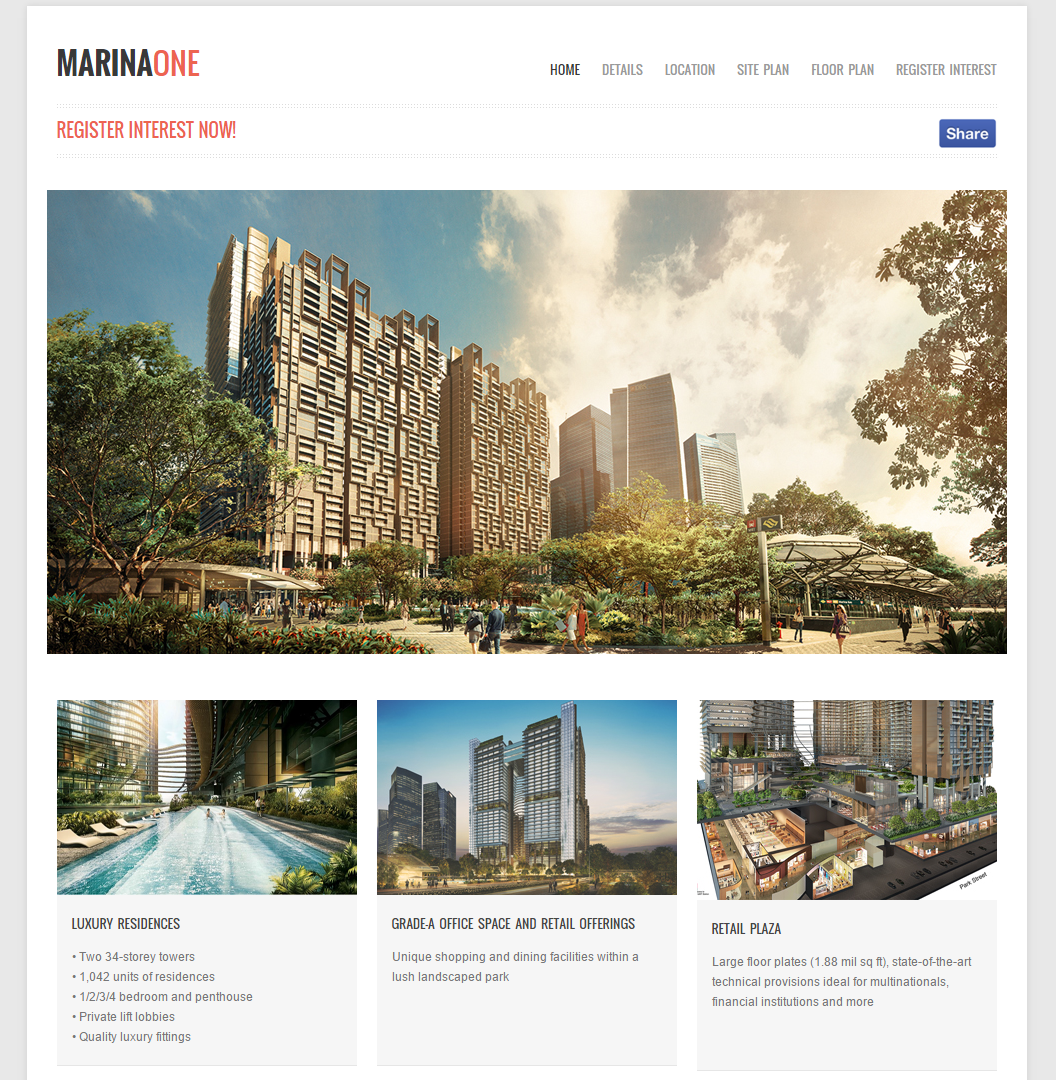 MARINAONE
HOME DETAILS LOCATION SITE PLAN FLOOR PLAN REGISTER INTEREST
REGISTER INTEREST NOW!
Share
Park Street
LUXURY RESIDENCES
• Two 34-storey towers
• 1,042 units of residences
• 1/2/3/4 bedroom and penthouse
• Private lift lobbies
• Quality luxury fittings
GRADE-A OFFICE SPACE AND RETAIL OFFERINGS
Unique shopping and dining facilities within a
lush landscaped park
RETAIL PLAZA
Large floor plates (1.88 mil sq ft), state-of-the-art
technical provisions ideal for multinationals,
financial institutions and more